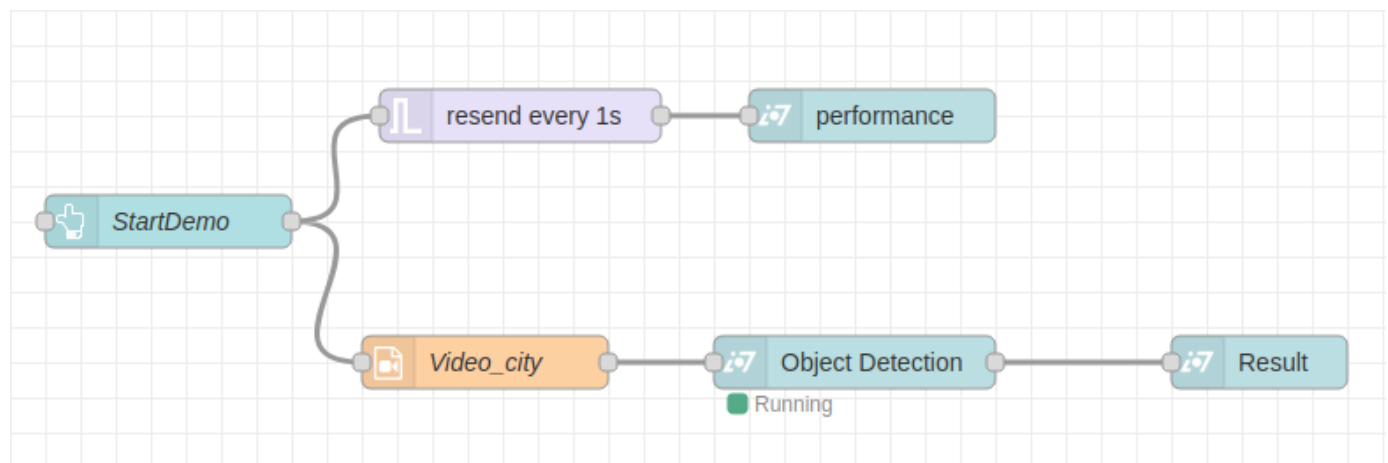 resend every 1s
performance
StartDemo
Video_city
Object Detection
Result
Running